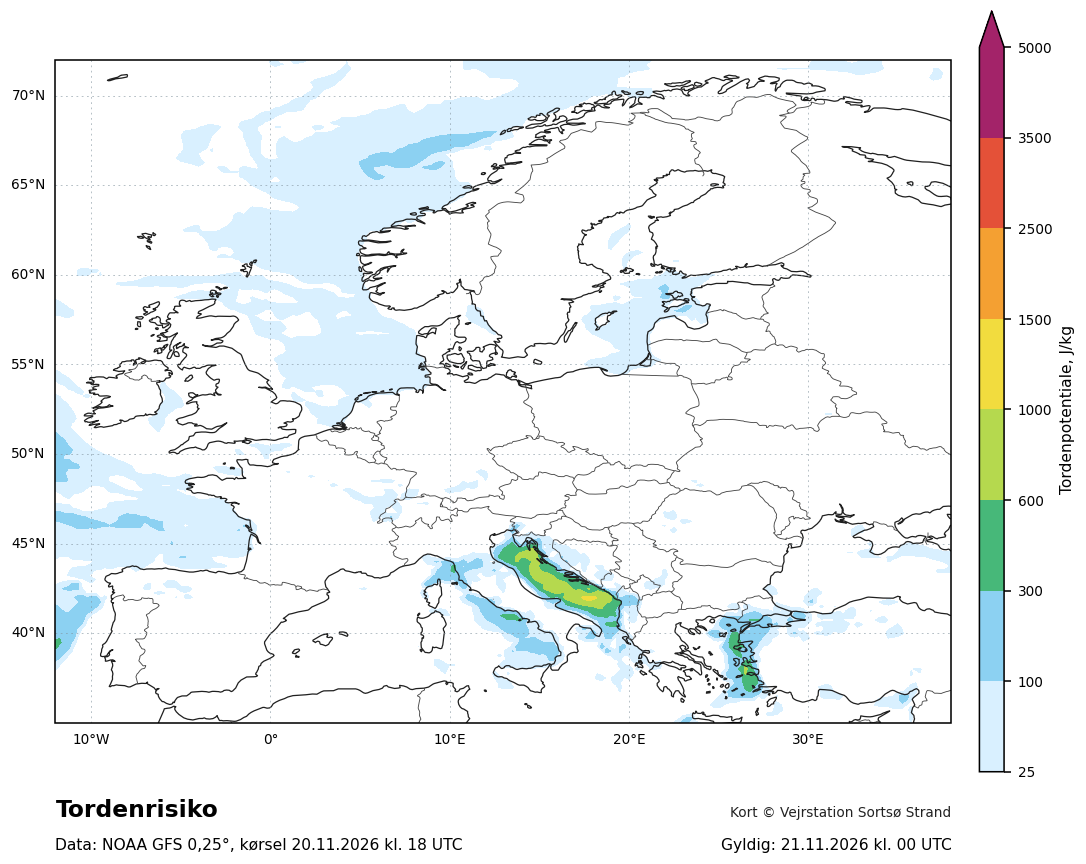 70°N
65°N
60°N
55°N
50°N
45°N
40°N
10°W
0°
10°E
20°E
30°E
5000
3500
2500
1500
1000
600
300
100
25
Tordenpotentiale, J/kg
Tordenrisiko
Kort © Vejrstation Sortsø Strand
Data: NOAA GFS 0,25°, kørsel 20.11.2026 kl. 18 UTC
Gyldig: 21.11.2026 kl. 00 UTC